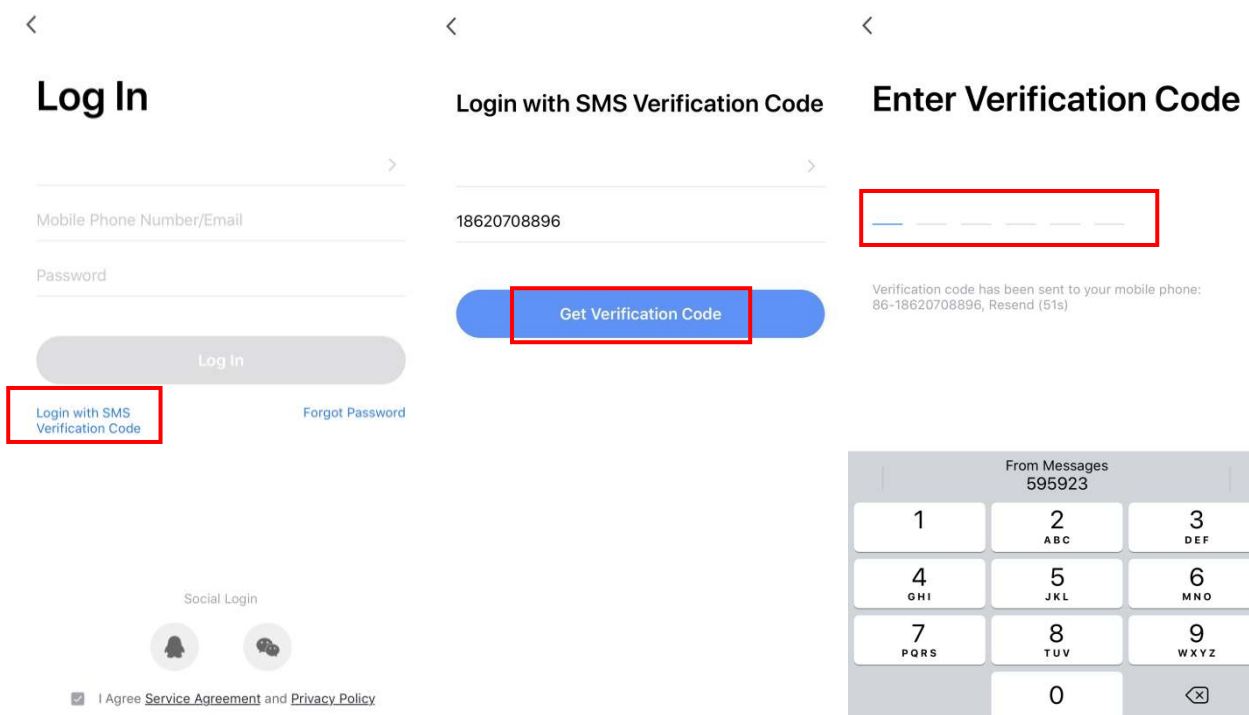 Log In
Mobile Phone Number/Email
Password
Log In
Login with SMS
Verification Code
Forgot Password
Social Login
I Agree Service Agreement and Privacy Policy
Login with SMS Verification Code
18620708896
Get Verification Code
Enter Verification Code
Verification code has been sent to your mobile phone:
86-18620708896, Resend (51s)
From Messages
595923
1
2
ABC
3
DEF
4
GHI
5
JKL
6
MNO
7
PQRS
8
TUV
9
WXYZ
0